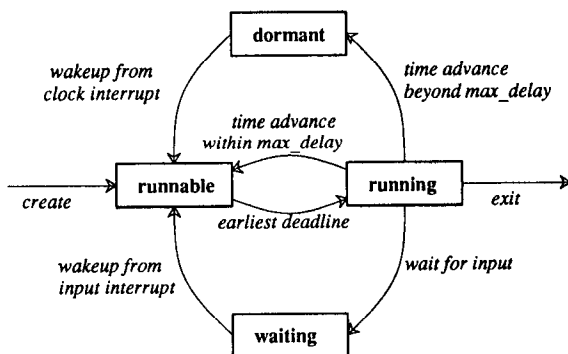 dormant
wakeup from
clock interrupt
time advance
beyond max_delay
time advance
within max_delay
runnable
running
create
exit
earliest deadline
wakeup from
input interrupt
wait for input
waiting